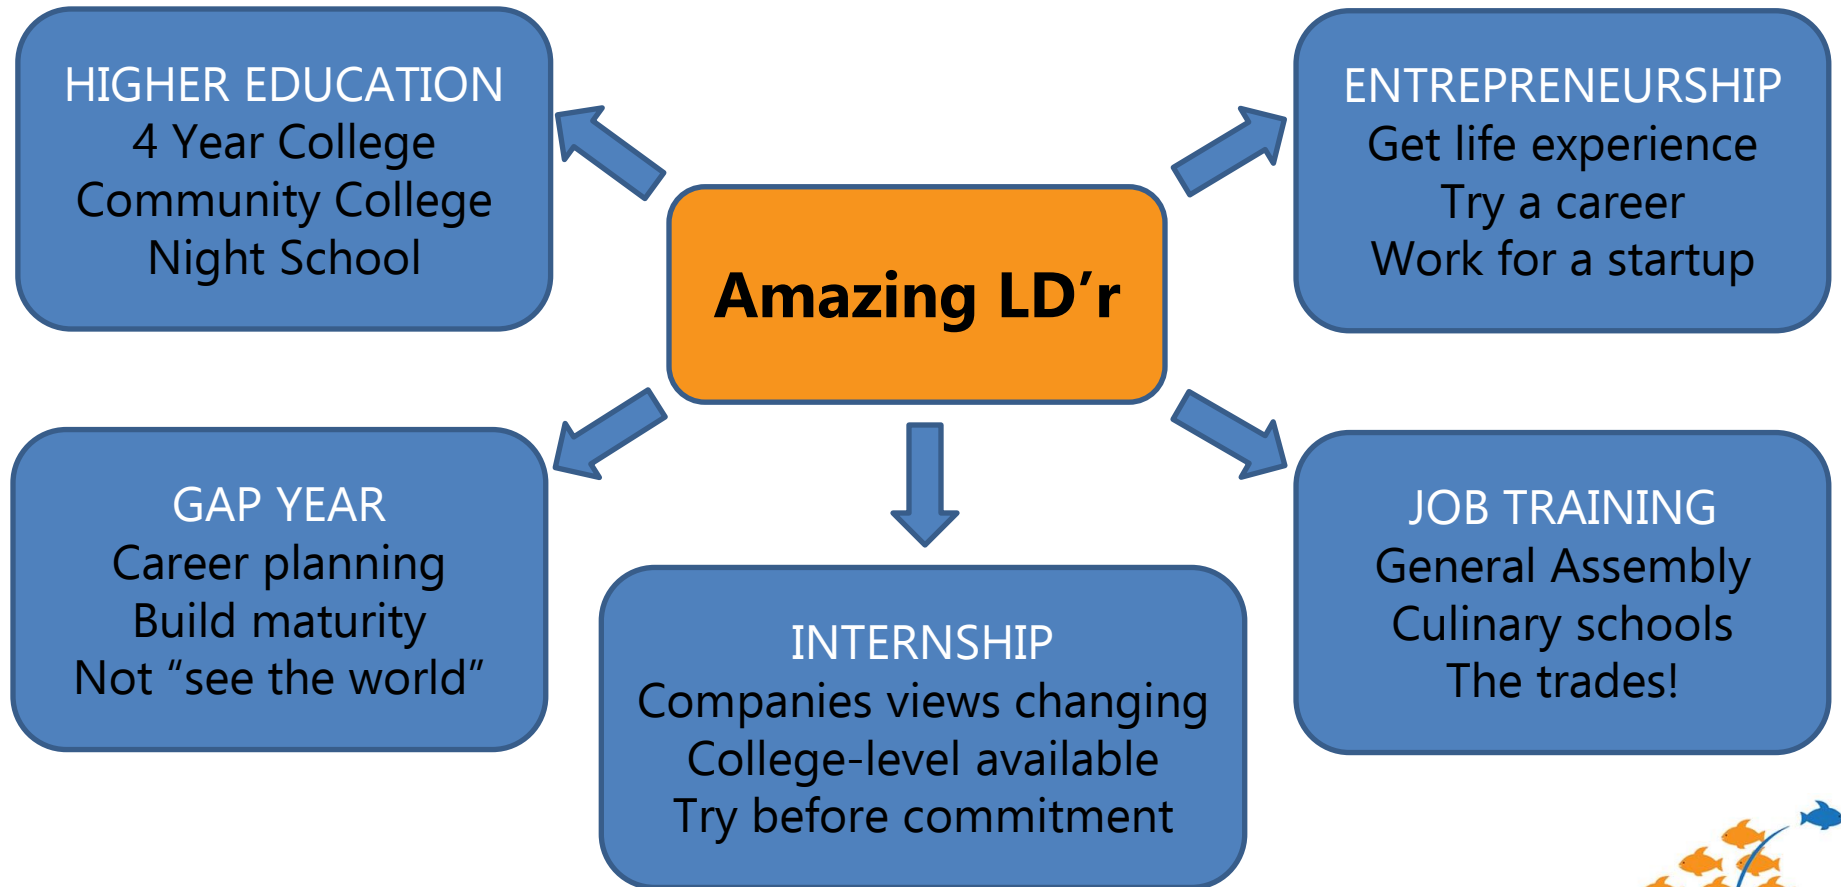 HIGHER EDUCATION
4 Year College
Community College
Night School
ENTREPRENEURSHIP
Get life experience
Try a career
Work for a startup
Amazing LD’r
GAP YEAR
Career planning
Build maturity
Not “see the world”
INTERNSHIP
Companies views changing
College-level available
Try before commitment
JOB TRAINING
General Assembly
Culinary schools
The trades!